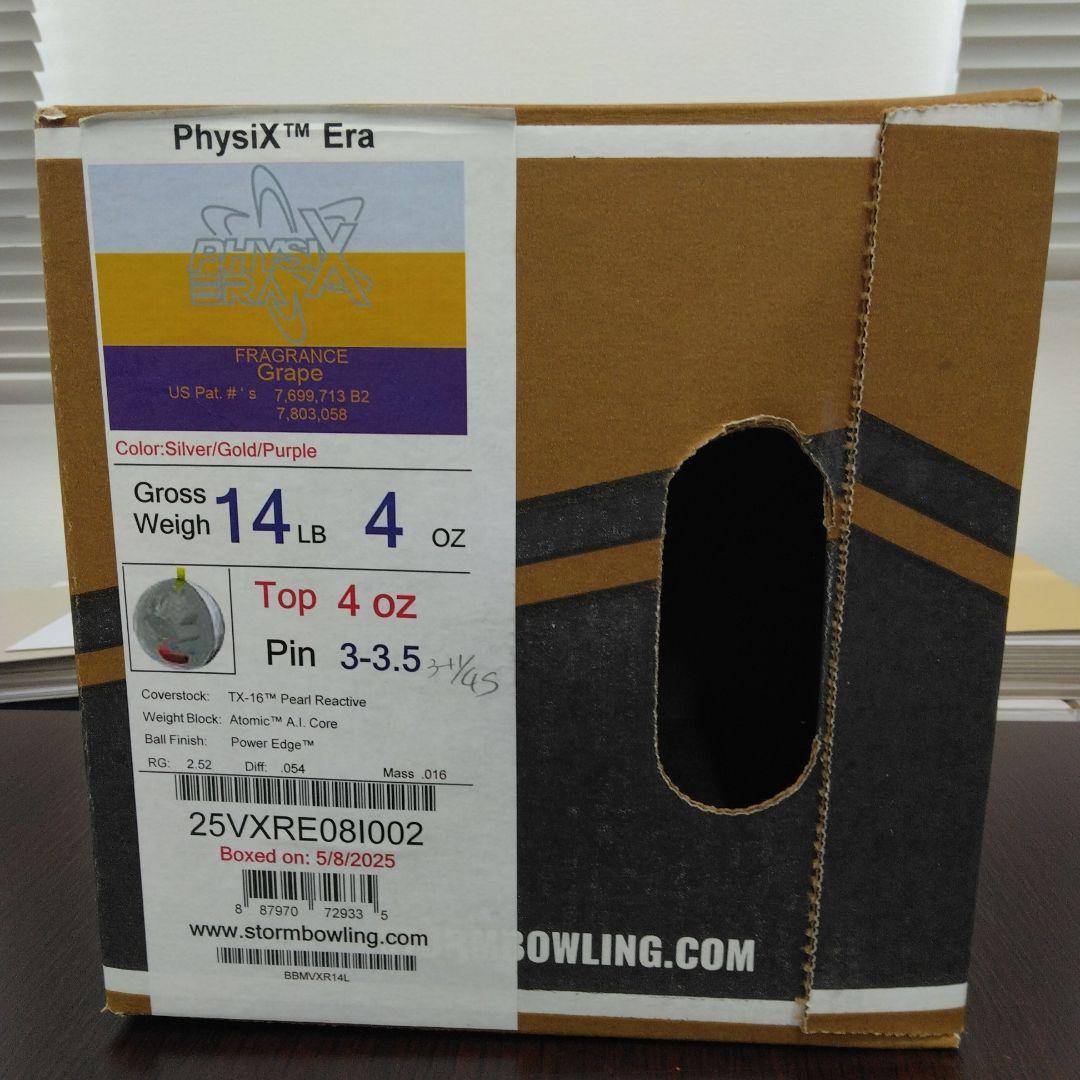 PhysiX™ Era
PHYSIX
ERA
FRAGRANCE
Grape
US Pat. # ' s 7,699,713 B2
7,803,058
Color:Silver/Gold/Purple
Gross
Weigh 14 LB 4 OZ
Top 4 oz
Pin 3-3.5
Coverstock: TX-16™ Pearl Reactive
Weight Block: Atomic™ A.I. Core
Ball Finish: Power Edge™
RG: 2.52 Diff: .054 Mass .016
25VXRE08I002
Boxed on: 5/8/2025
8 87970 72933 5
www.stormbowling.com
BBMVXR14L
BOWLING.COM